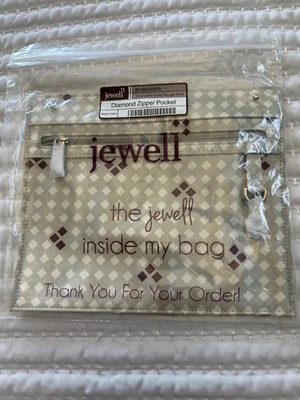 jewell
Diamond Zipper Pocket
jewell
the jewell
inside my bag
Thank You For Your Order!